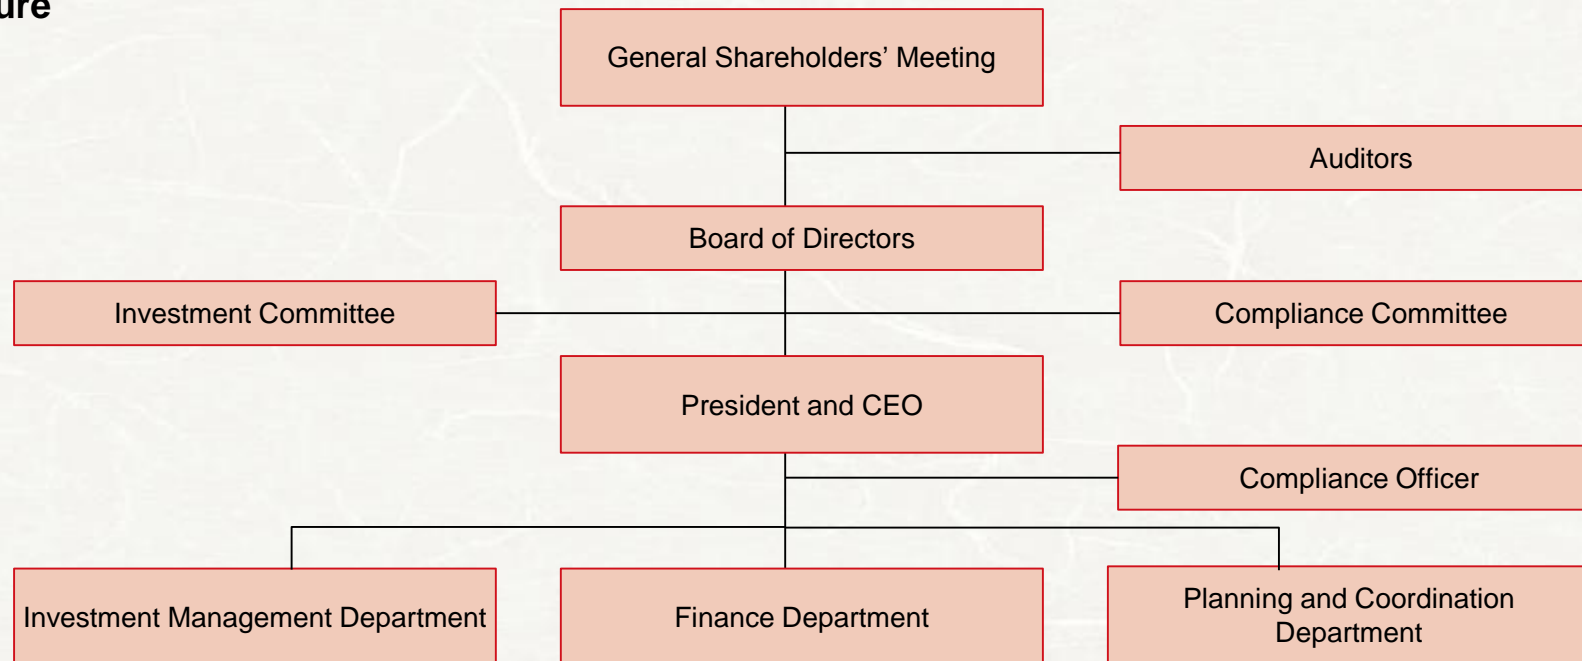 General Shareholders’ Meeting
Auditors
Board of Directors
Investment Committee
Compliance Committee
President and CEO
Compliance Officer
Investment Management Department
Finance Department
Planning and Coordination
Department